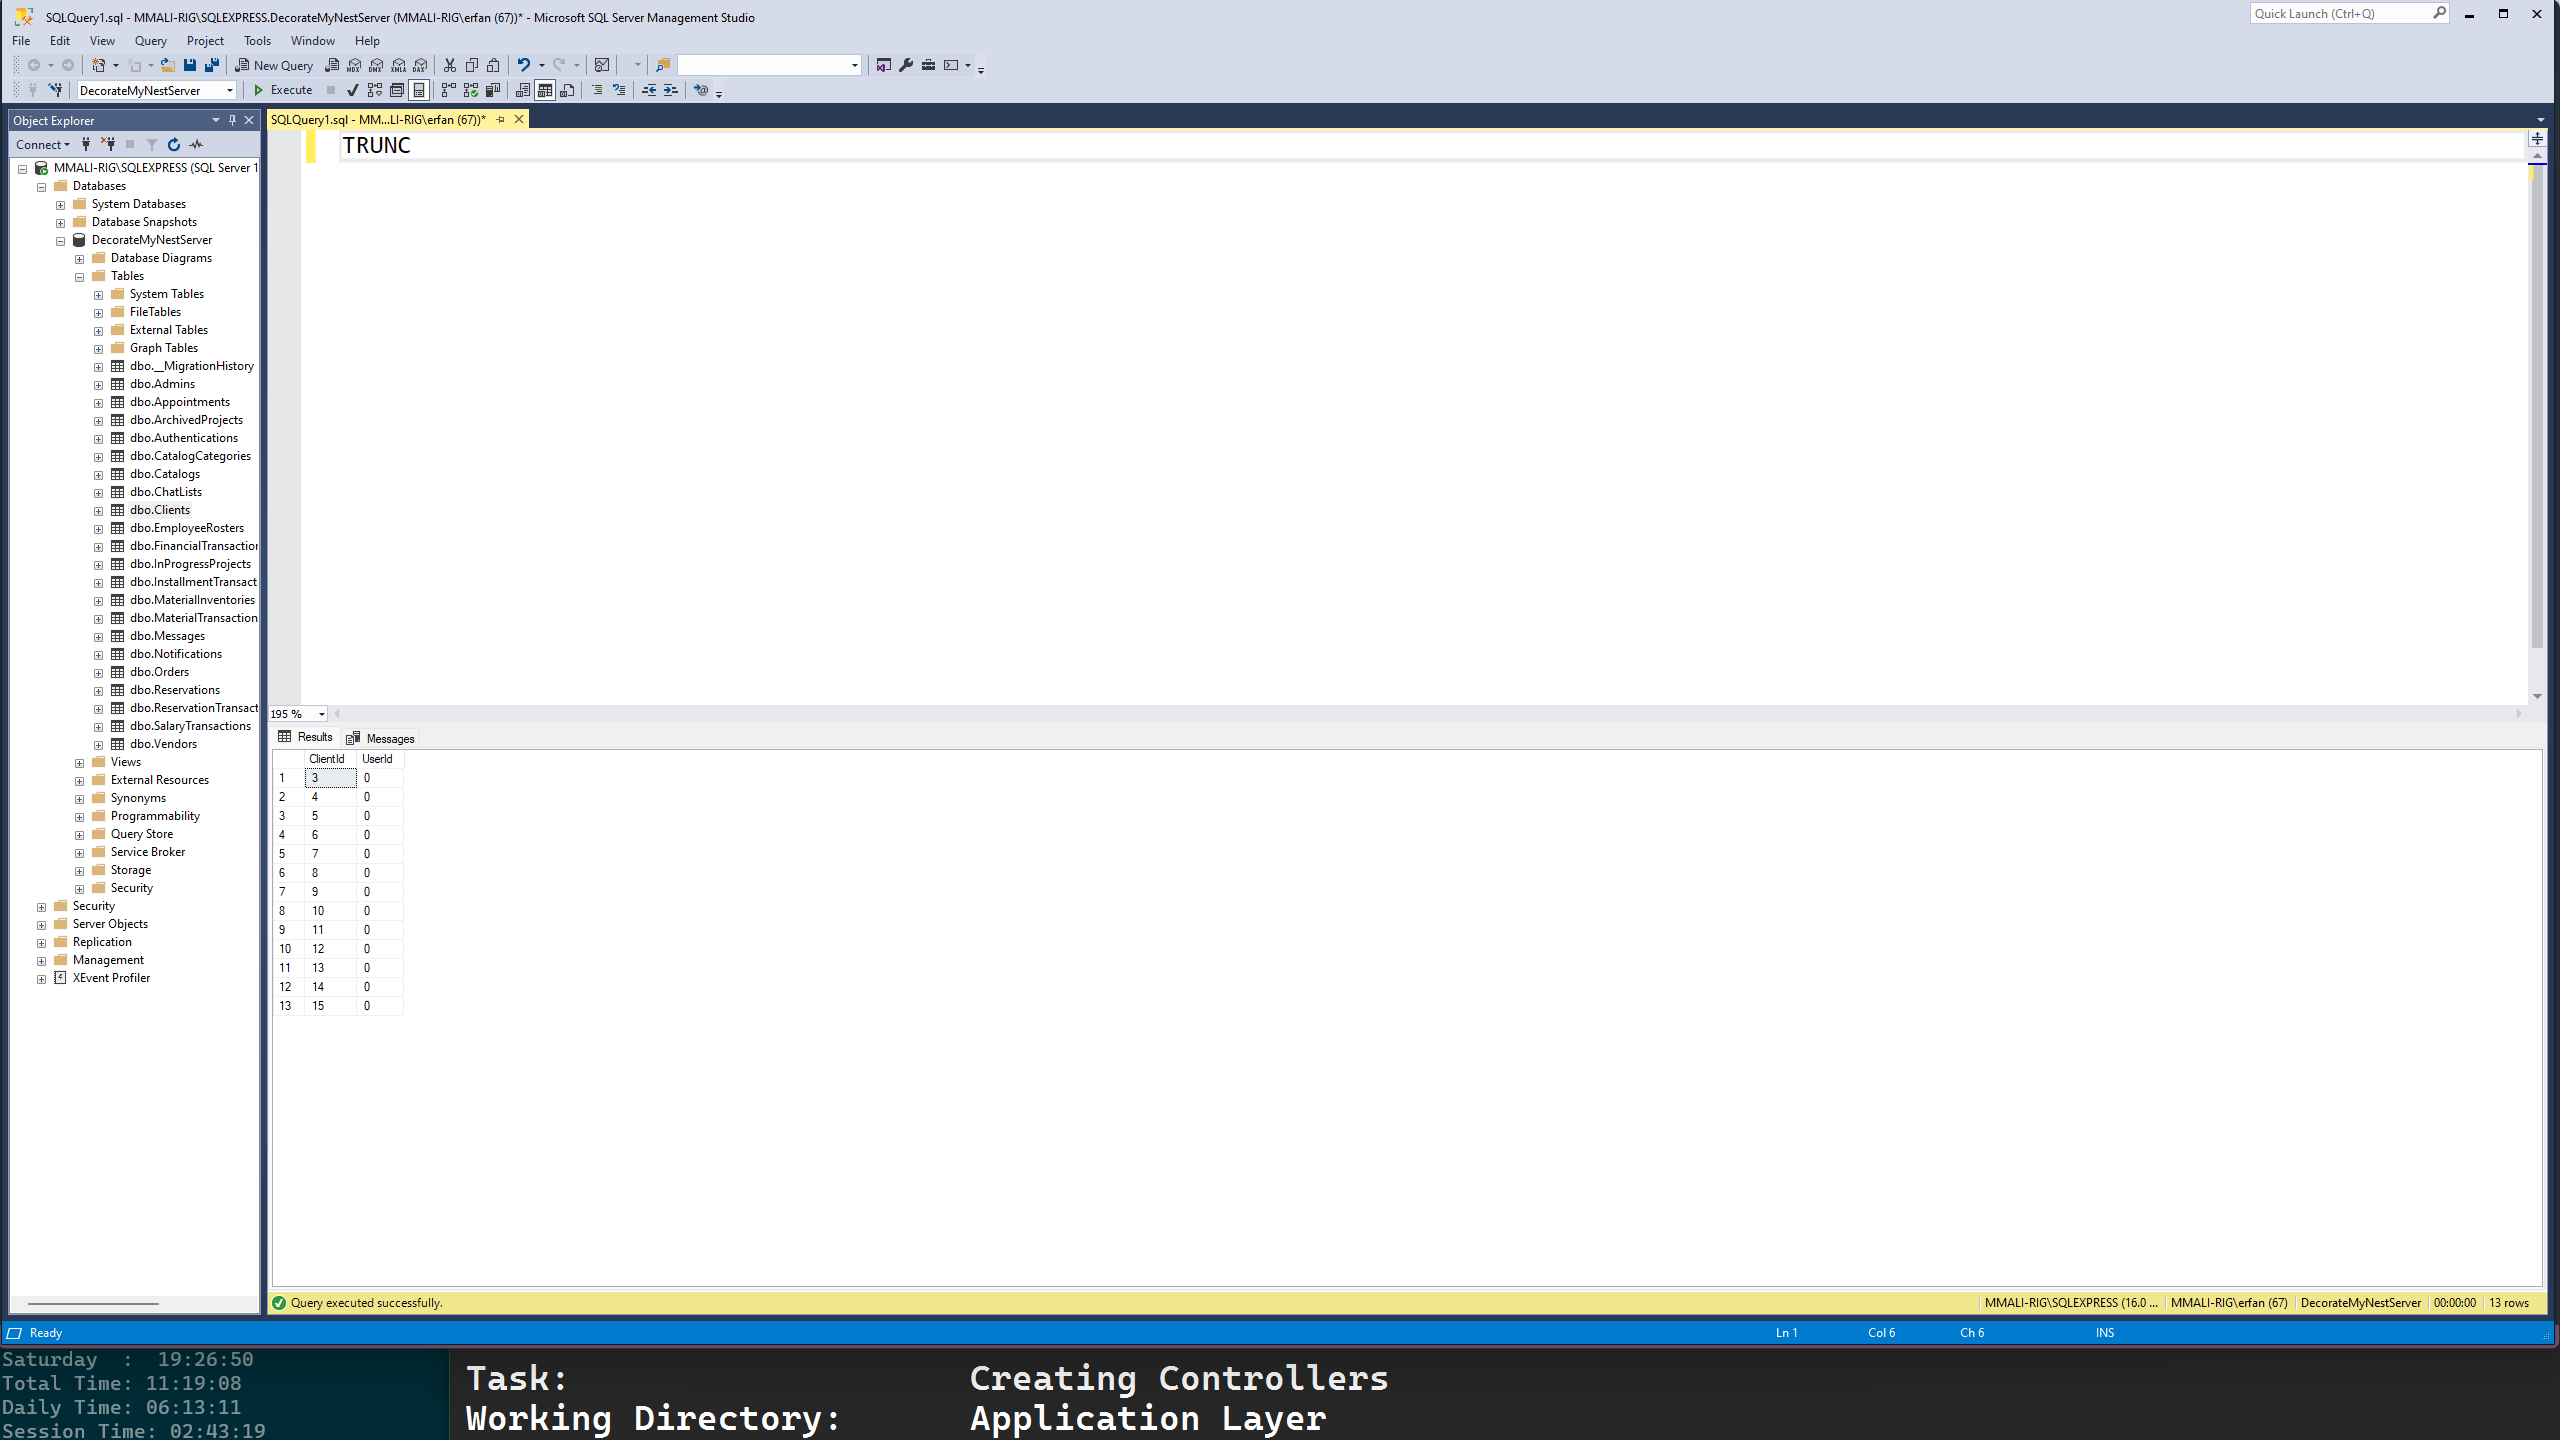 SQLQuery1.sql - MMALI-RIG\SQLEXPRESS.DecorateMyNestServer (MMALI-RIG\erfan (67))* - Microsoft SQL Server Management Studio
Quick Launch (Ctrl+Q)
File Edit View Query Project Tools Window Help
New Query MDX DMX XMLA DAX
DecorateMyNestServer Execute
Object Explorer
Connect
MMALI-RIG\SQLEXPRESS (SQL Server 1
Databases
System Databases
Database Snapshots
DecorateMyNestServer
Database Diagrams
Tables
System Tables
FileTables
External Tables
Graph Tables
dbo.__MigrationHistory
dbo.Admins
dbo.Appointments
dbo.ArchivedProjects
dbo.Authentications
dbo.CatalogCategories
dbo.Catalogs
dbo.ChatLists
dbo.Clients
dbo.EmployeeRosters
dbo.FinancialTransaction
dbo.InProgressProjects
dbo.InstallmentTransact
dbo.MaterialInventories
dbo.MaterialTransaction
dbo.Messages
dbo.Notifications
dbo.Orders
dbo.Reservations
dbo.ReservationTransact
dbo.SalaryTransactions
dbo.Vendors
Views
External Resources
Synonyms
Programmability
Query Store
Service Broker
Storage
Security
Security
Server Objects
Replication
Management
XEvent Profiler
SQLQuery1.sql - MM...LI-RIG\erfan (67))*
TRUNC
195 %
Results Messages
ClientId UserId
1 3 0
2 4 0
3 5 0
4 6 0
5 7 0
6 8 0
7 9 0
8 10 0
9 11 0
10 12 0
11 13 0
12 14 0
13 15 0
Query executed successfully. MMALI-RIG\SQLEXPRESS (16.0 ... MMALI-RIG\erfan (67) DecorateMyNestServer 00:00:00 13 rows
Ready Ln 1 Col 6 Ch 6 INS
Saturday : 19:26:50
Total Time: 11:19:08
Daily Time: 06:13:11
Session Time: 02:43:19
Task: Creating Controllers
Working Directory: Application Layer